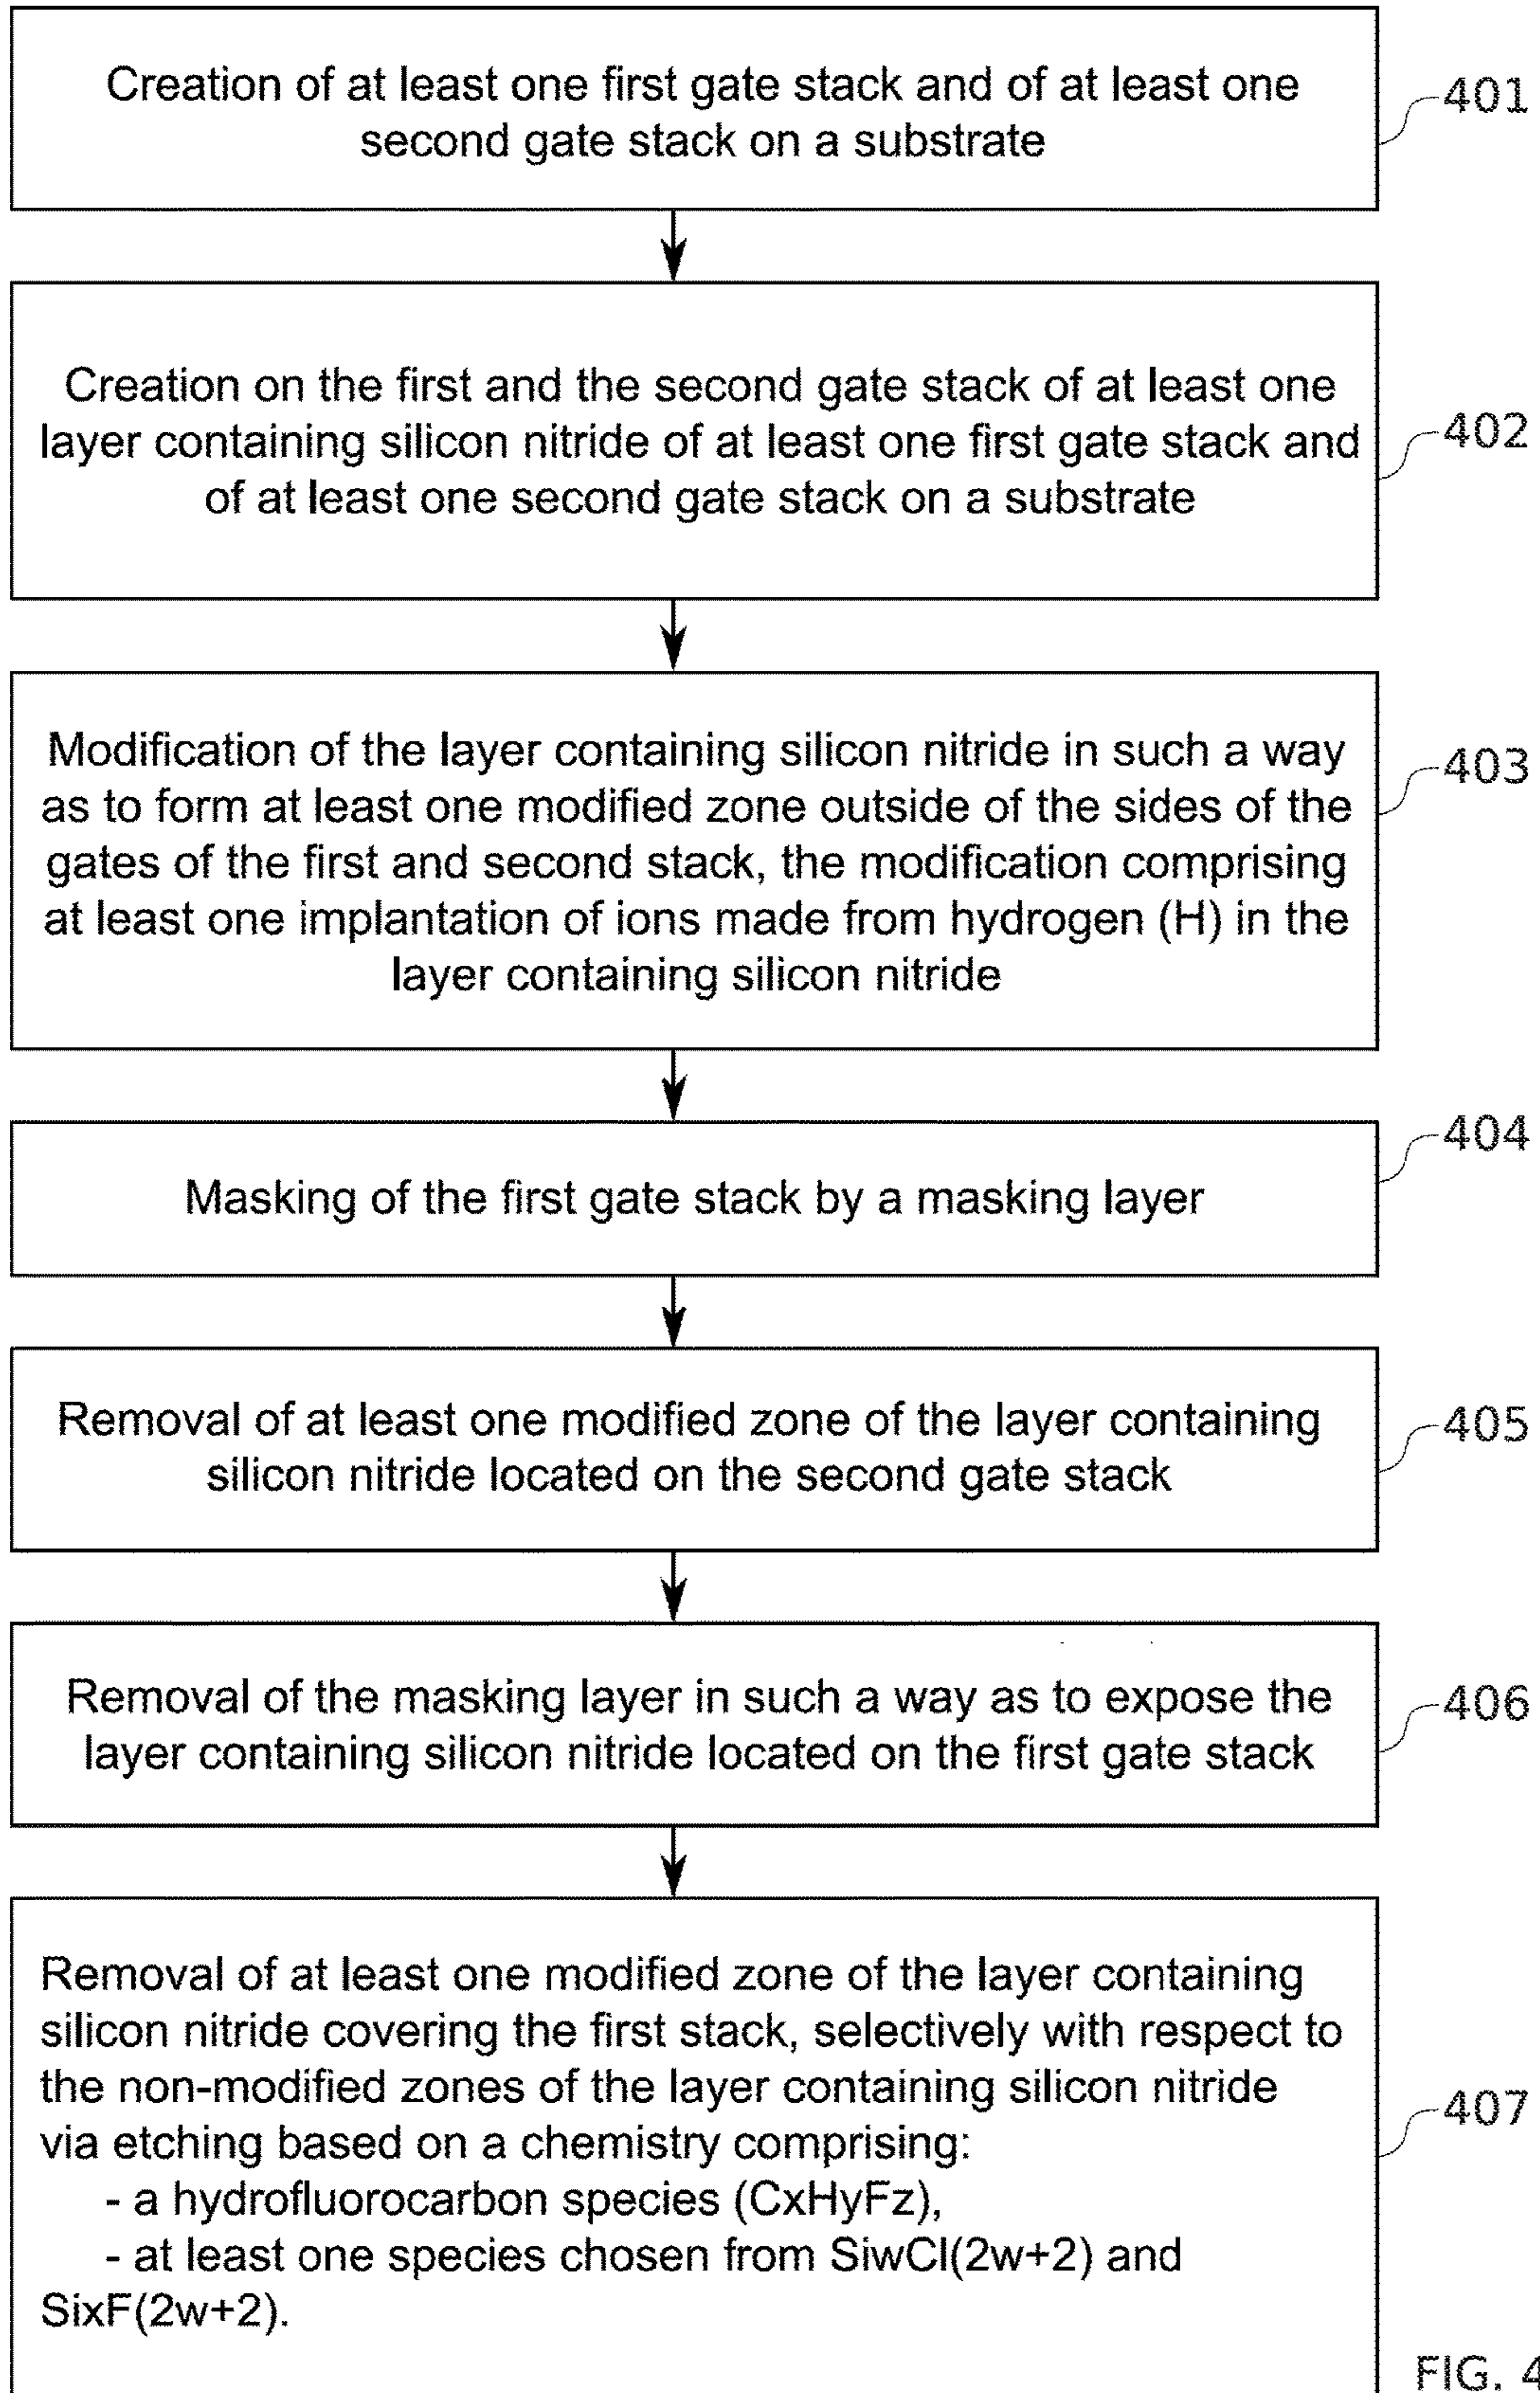 Creation of at least one first gate stack and of at least one
second gate stack on a substrate
401
Creation on the first and the second gate stack of at least one
layer containing silicon nitride of at least one first gate stack and
of at least one second gate stack on a substrate
402
Modification of the layer containing silicon nitride in such a way
as to form at least one modified zone outside of the sides of the
gates of the first and second stack, the modification comprising
at least one implantation of ions made from hydrogen (H) in the
layer containing silicon nitride
403
Masking of the first gate stack by a masking layer
404
Removal of at least one modified zone of the layer containing
silicon nitride located on the second gate stack
405
Removal of the masking layer in such a way as to expose the
layer containing silicon nitride located on the first gate stack
406
Removal of at least one modified zone of the layer containing
silicon nitride covering the first stack, selectively with respect to
the non-modified zones of the layer containing silicon nitride
via etching based on a chemistry comprising:
- a hydrofluorocarbon species (CxHyFz),
- at least one species chosen from SiwCl(2w+2) and
SixF(2w+2).
407
FIG. 4